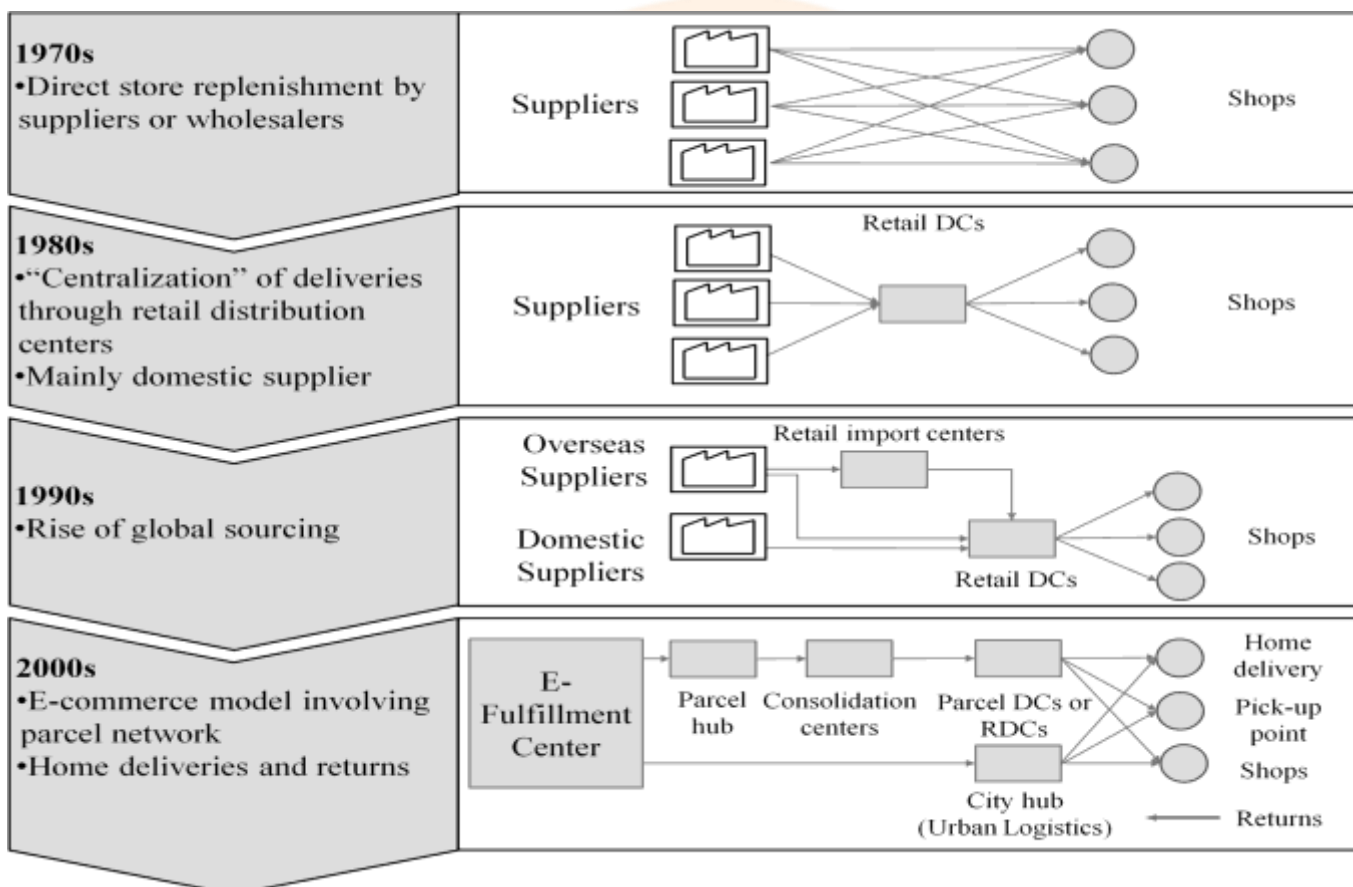 1970s
•Direct store replenishment by
suppliers or wholesalers
Suppliers
Shops
1980s
•“Centralization” of deliveries
through retail distribution
centers
•Mainly domestic supplier
Retail DCs
Suppliers
Shops
1990s
•Rise of global sourcing
Overseas
Suppliers
Retail import centers
Domestic
Suppliers
Retail DCs
Shops
2000s
•E-commerce model involving
parcel network
•Home deliveries and returns
E-
Fulfillment
Center
Parcel
hub
Consolidation
centers
Parcel DCs or
RDCs
City hub
(Urban Logistics)
Home
delivery
Pick-up
point
Shops
Returns